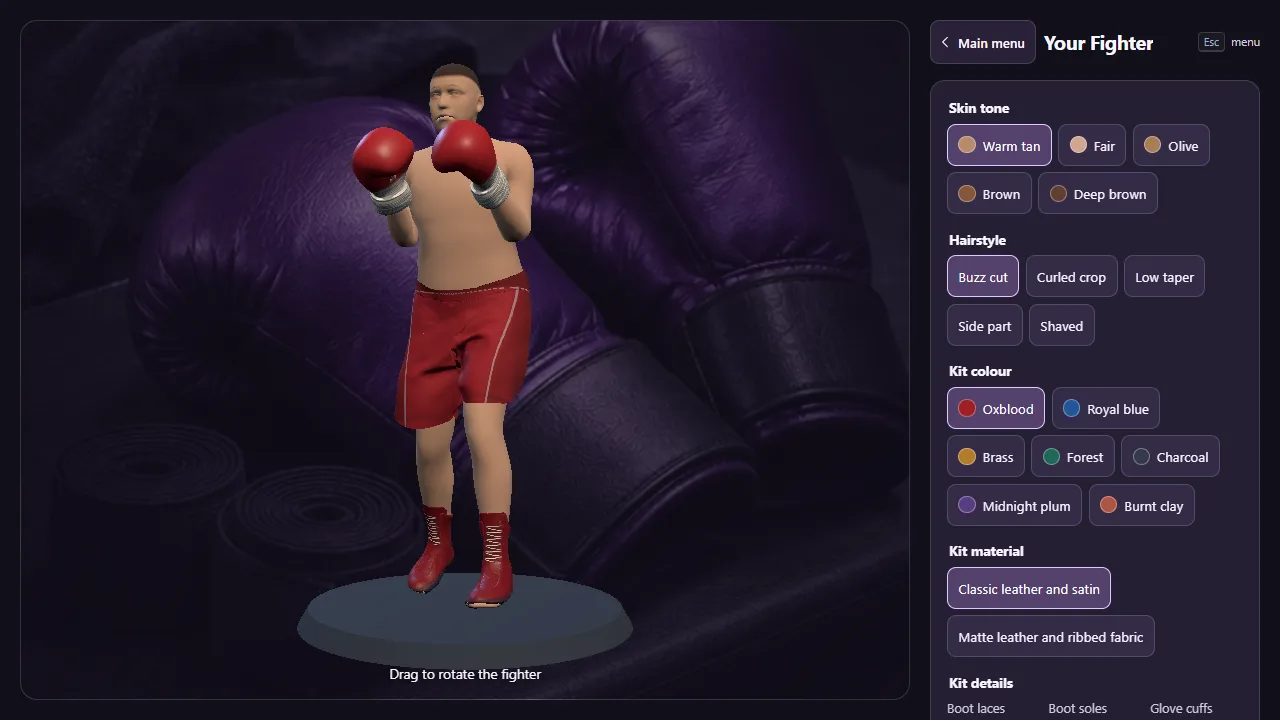 Main menu
Your Fighter
Esc menu
Skin tone
Warm tan
Fair
Olive
Brown
Deep brown
Hairstyle
Buzz cut
Curled crop
Low taper
Side part
Shaved
Kit colour
Oxblood
Royal blue
Brass
Forest
Charcoal
Midnight plum
Burnt clay
Kit material
Classic leather and satin
Matte leather and ribbed fabric
Kit details
Boot laces
Boot soles
Glove cuffs
Drag to rotate the fighter